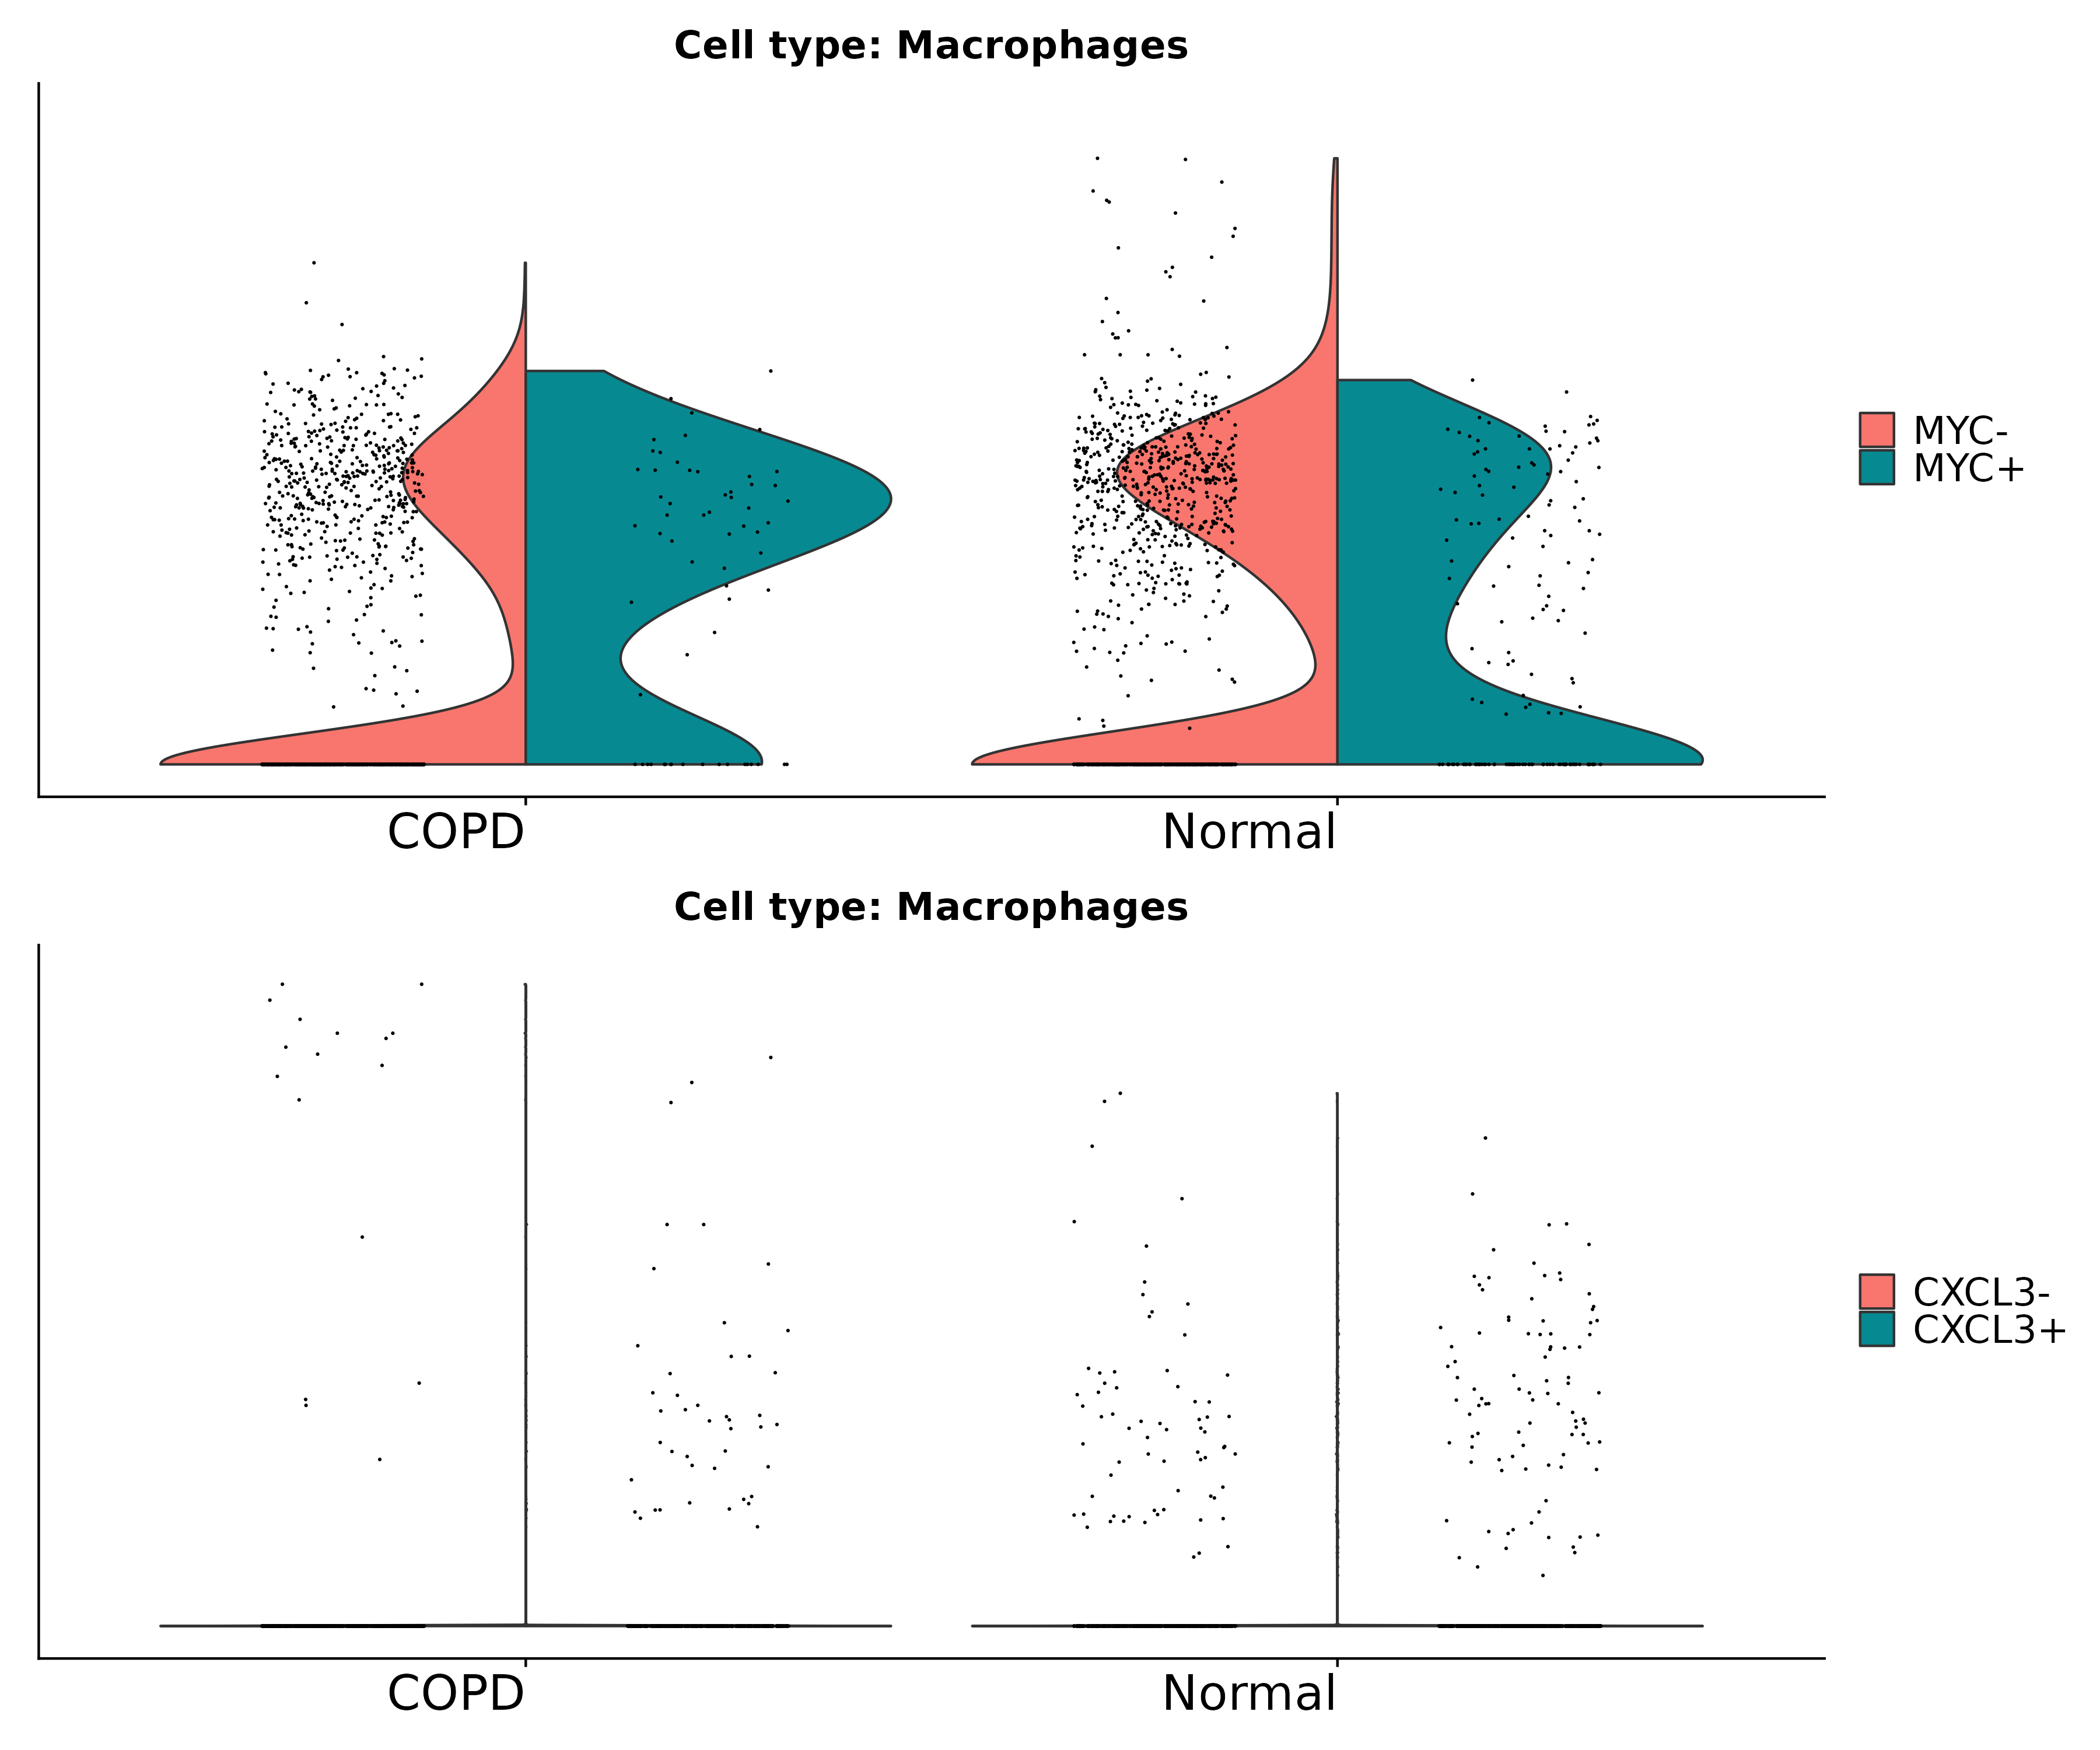 Cell type: Macrophages
MYC-
MYC+
COPD
Normal
Cell type: Macrophages
CXCL3-
CXCL3+
COPD
Normal